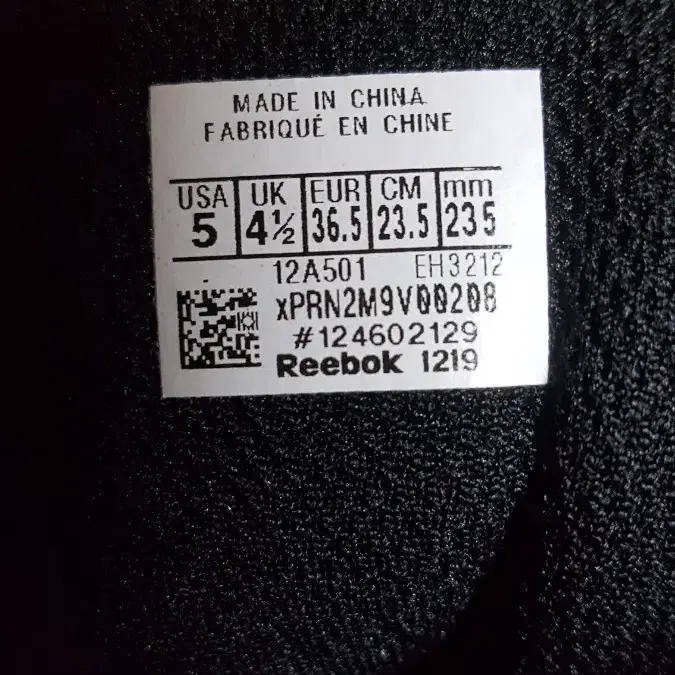 MADE IN CHINA
FABRIQUÉ EN CHINE
USA UK EUR CM mm
5 4½ 36.5 23.5 235
12A501 EH3212
xPRN2M9V00208
#124602129
Reebok 1219